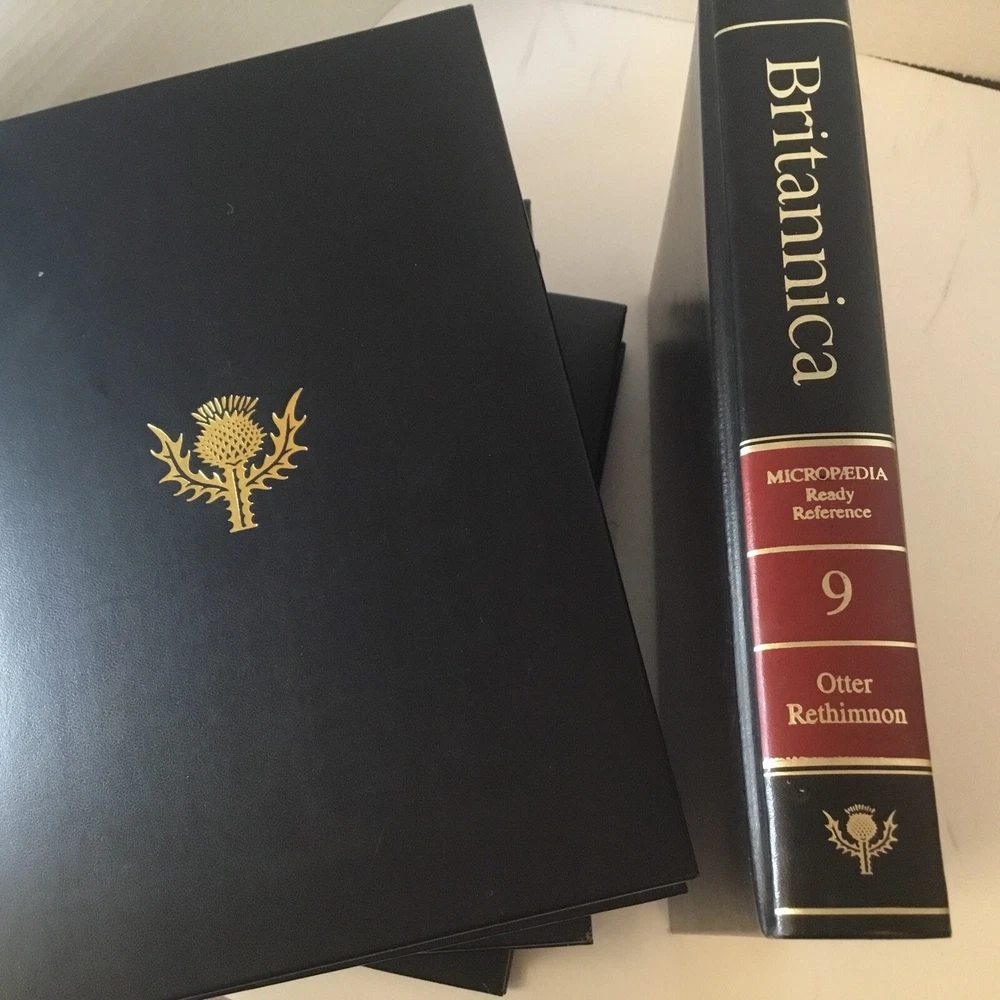 Britannica
MICROPÆDIA
Ready
Reference
9
Otter
Rethimnon